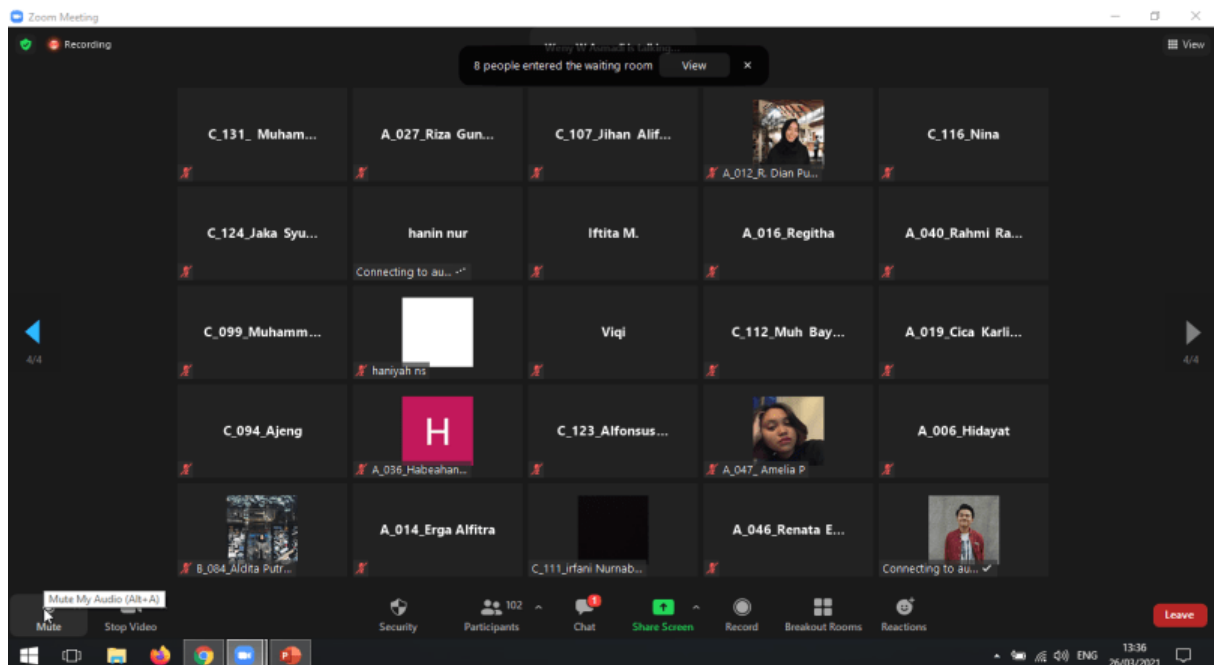 Zoom Meeting
Recording
View
8 people entered the waiting room View
C_131_ Muham...
A_027_Riza Gun...
C_107_Jihan Alif...
A_012_R. Dian Pu...
C_116_Nina
C_124_Jaka Syu...
hanin nur
Connecting to au...
Iftita M.
A_016_Regitha
A_040_Rahmi Ra...
C_099_Muhamm...
haniyah ns
Viqi
C_112_Muh Bay...
A_019_Cica Karli...
4/4
4/4
C_094_Ajeng
H
A_036_Habeahan...
C_123_Alfonsus...
A_047_ Amelia P
A_006_Hidayat
B_084_Aldita Putr...
A_014_Erga Alfitra
C_111_irfani Nurnab...
A_046_Renata E...
Connecting to au...
Mute My Audio (Alt+A)
Mute
Stop Video
Security
102
Participants
1
Chat
Share Screen
Record
Breakout Rooms
Reactions
Leave
ENG
13:36
26/03/2021